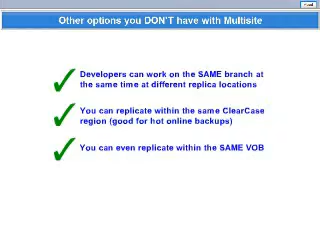 Other options you DON'T have with Multisite
Developers can work on the SAME branch at
the same time at different replica locations
You can replicate within the same ClearCase
region (good for hot online backups)
You can even replicate within the SAME VOB